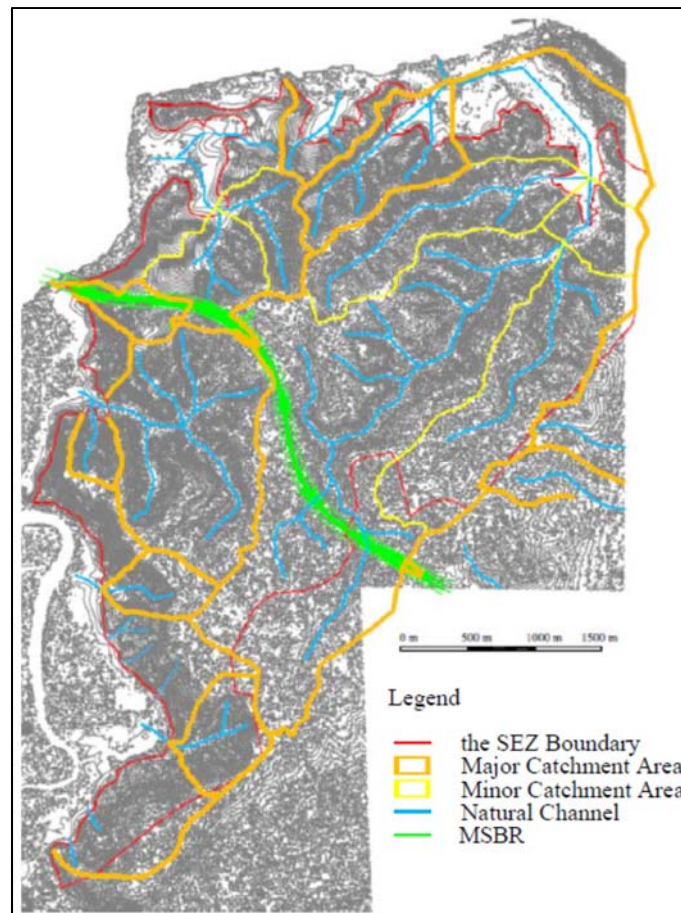 0 m 500 m 1000 m 1500 m
Legend
the SEZ Boundary
Major Catchment Area
Minor Catchment Area
Natural Channel
MSBR